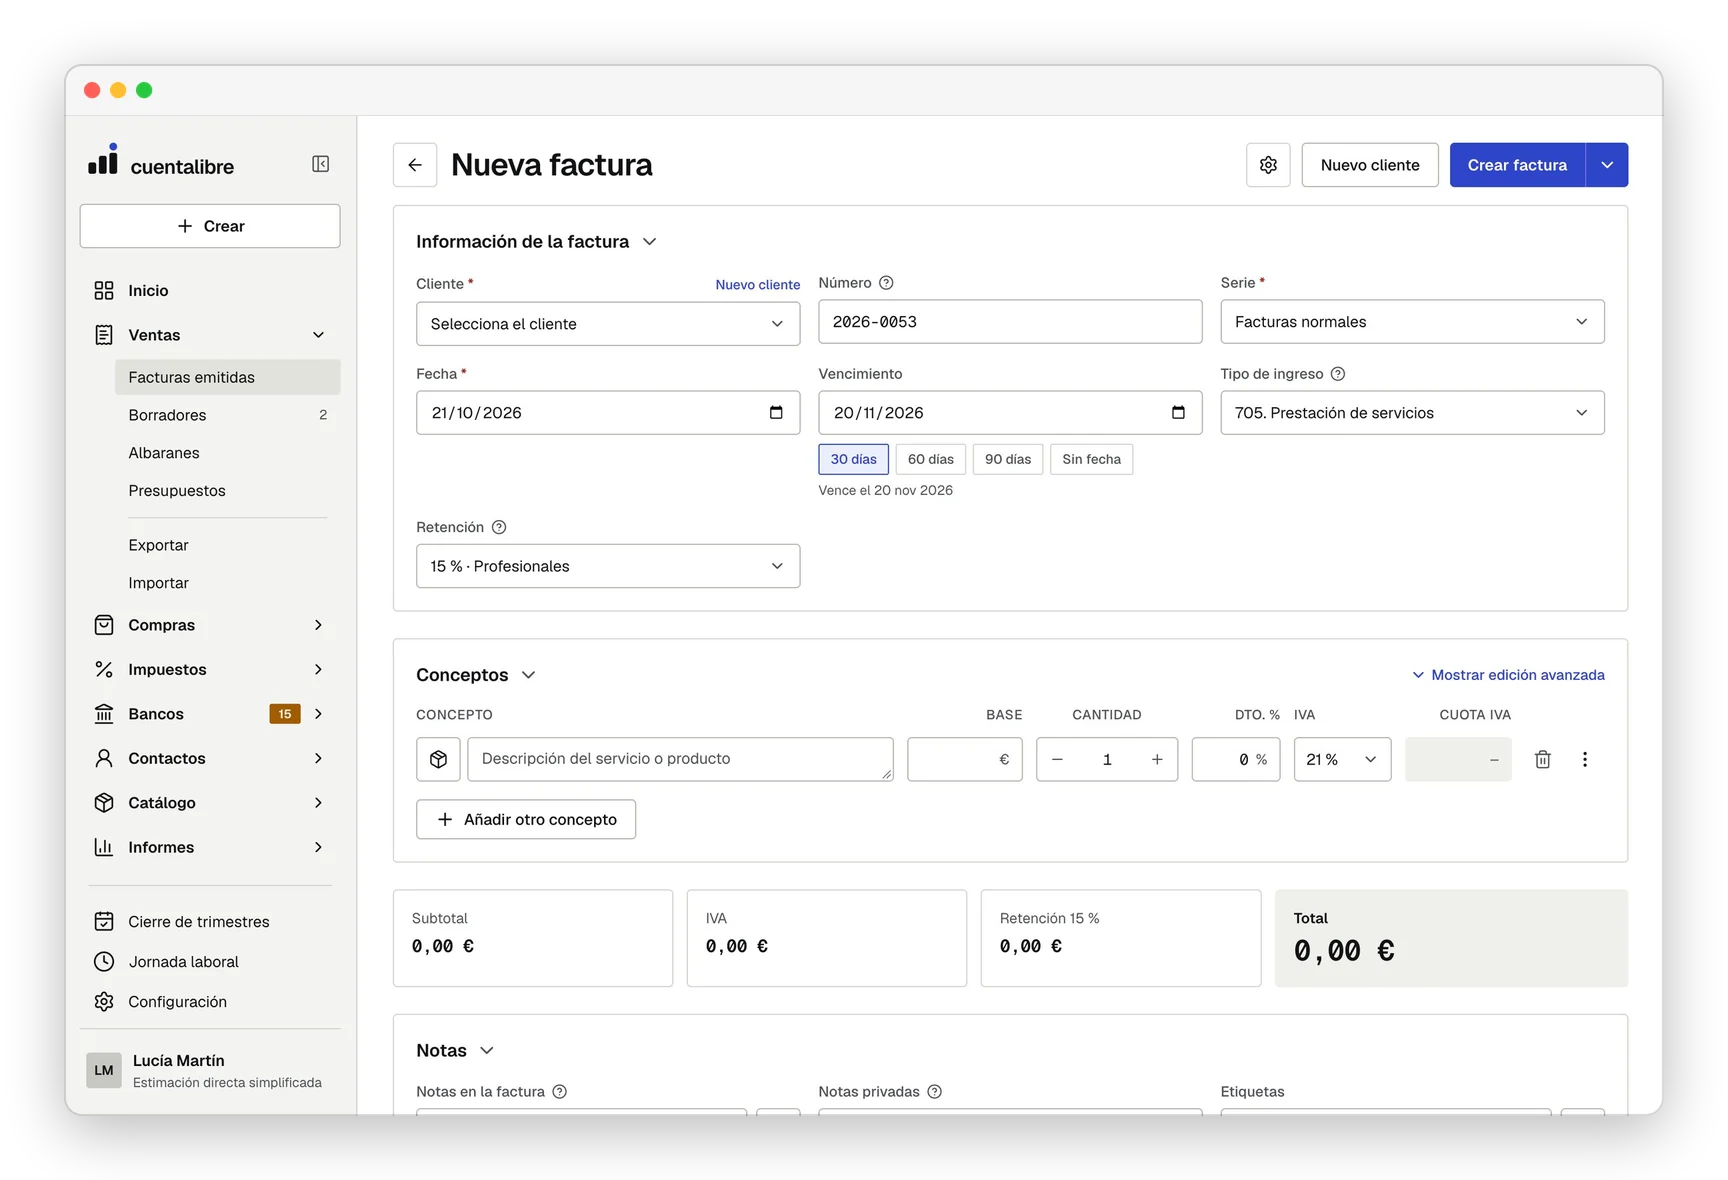 cuentalibre
Crear
Inicio
Ventas
Facturas emitidas
Borradores 2
Albaranes
Presupuestos
Exportar
Importar
Compras
Impuestos
Bancos 15
Contactos
Catálogo
Informes
Cierre de trimestres
Jornada laboral
Configuración
LM Lucía Martín
Estimación directa simplificada
Nueva factura
Nuevo cliente
Crear factura
Información de la factura
Cliente * Nuevo cliente
Selecciona el cliente
Número ?
2026-0053
Serie *
Facturas normales
Fecha *
21/10/2026
Vencimiento
20/11/2026
30 días 60 días 90 días Sin fecha
Vence el 20 nov 2026
Tipo de ingreso ?
705. Prestación de servicios
Retención ?
15 % · Profesionales
Conceptos
Mostrar edición avanzada
CONCEPTO BASE CANTIDAD DTO. % IVA CUOTA IVA
Descripción del servicio o producto € − 1 + 0 % 21 % –
+ Añadir otro concepto
Subtotal
0,00 €
IVA
0,00 €
Retención 15 %
0,00 €
Total
0,00 €
Notas
Notas en la factura ?
Notas privadas ?
Etiquetas